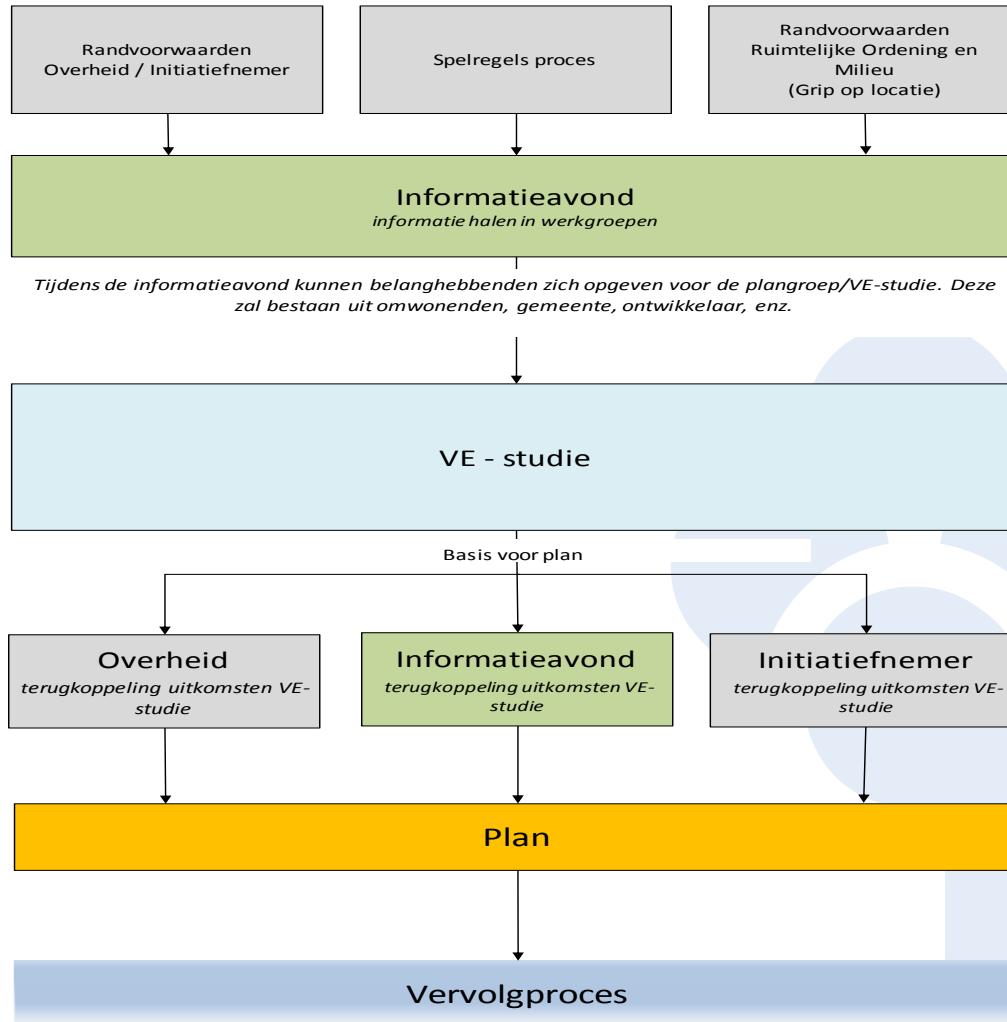 Randvoorwaarden
Overheid / Initiatiefnemer
Spelregels proces
Randvoorwaarden
Ruimtelijke Ordening en
Milieu
(Grip op locatie)
Informatieavond
informatie halen in werkgroepen
Tijdens de informatieavond kunnen belanghebbenden zich opgeven voor de plangroep/VE-studie. Deze
zal bestaan uit omwonenden, gemeente, ontwikkelaar, enz.
VE - studie
Basis voor plan
Overheid
terugkoppeling uitkomsten VE-
studie
Informatieavond
terugkoppeling uitkomsten VE-
studie
Initiatiefnemer
terugkoppeling uitkomsten VE-
studie
Plan
Vervolgproces